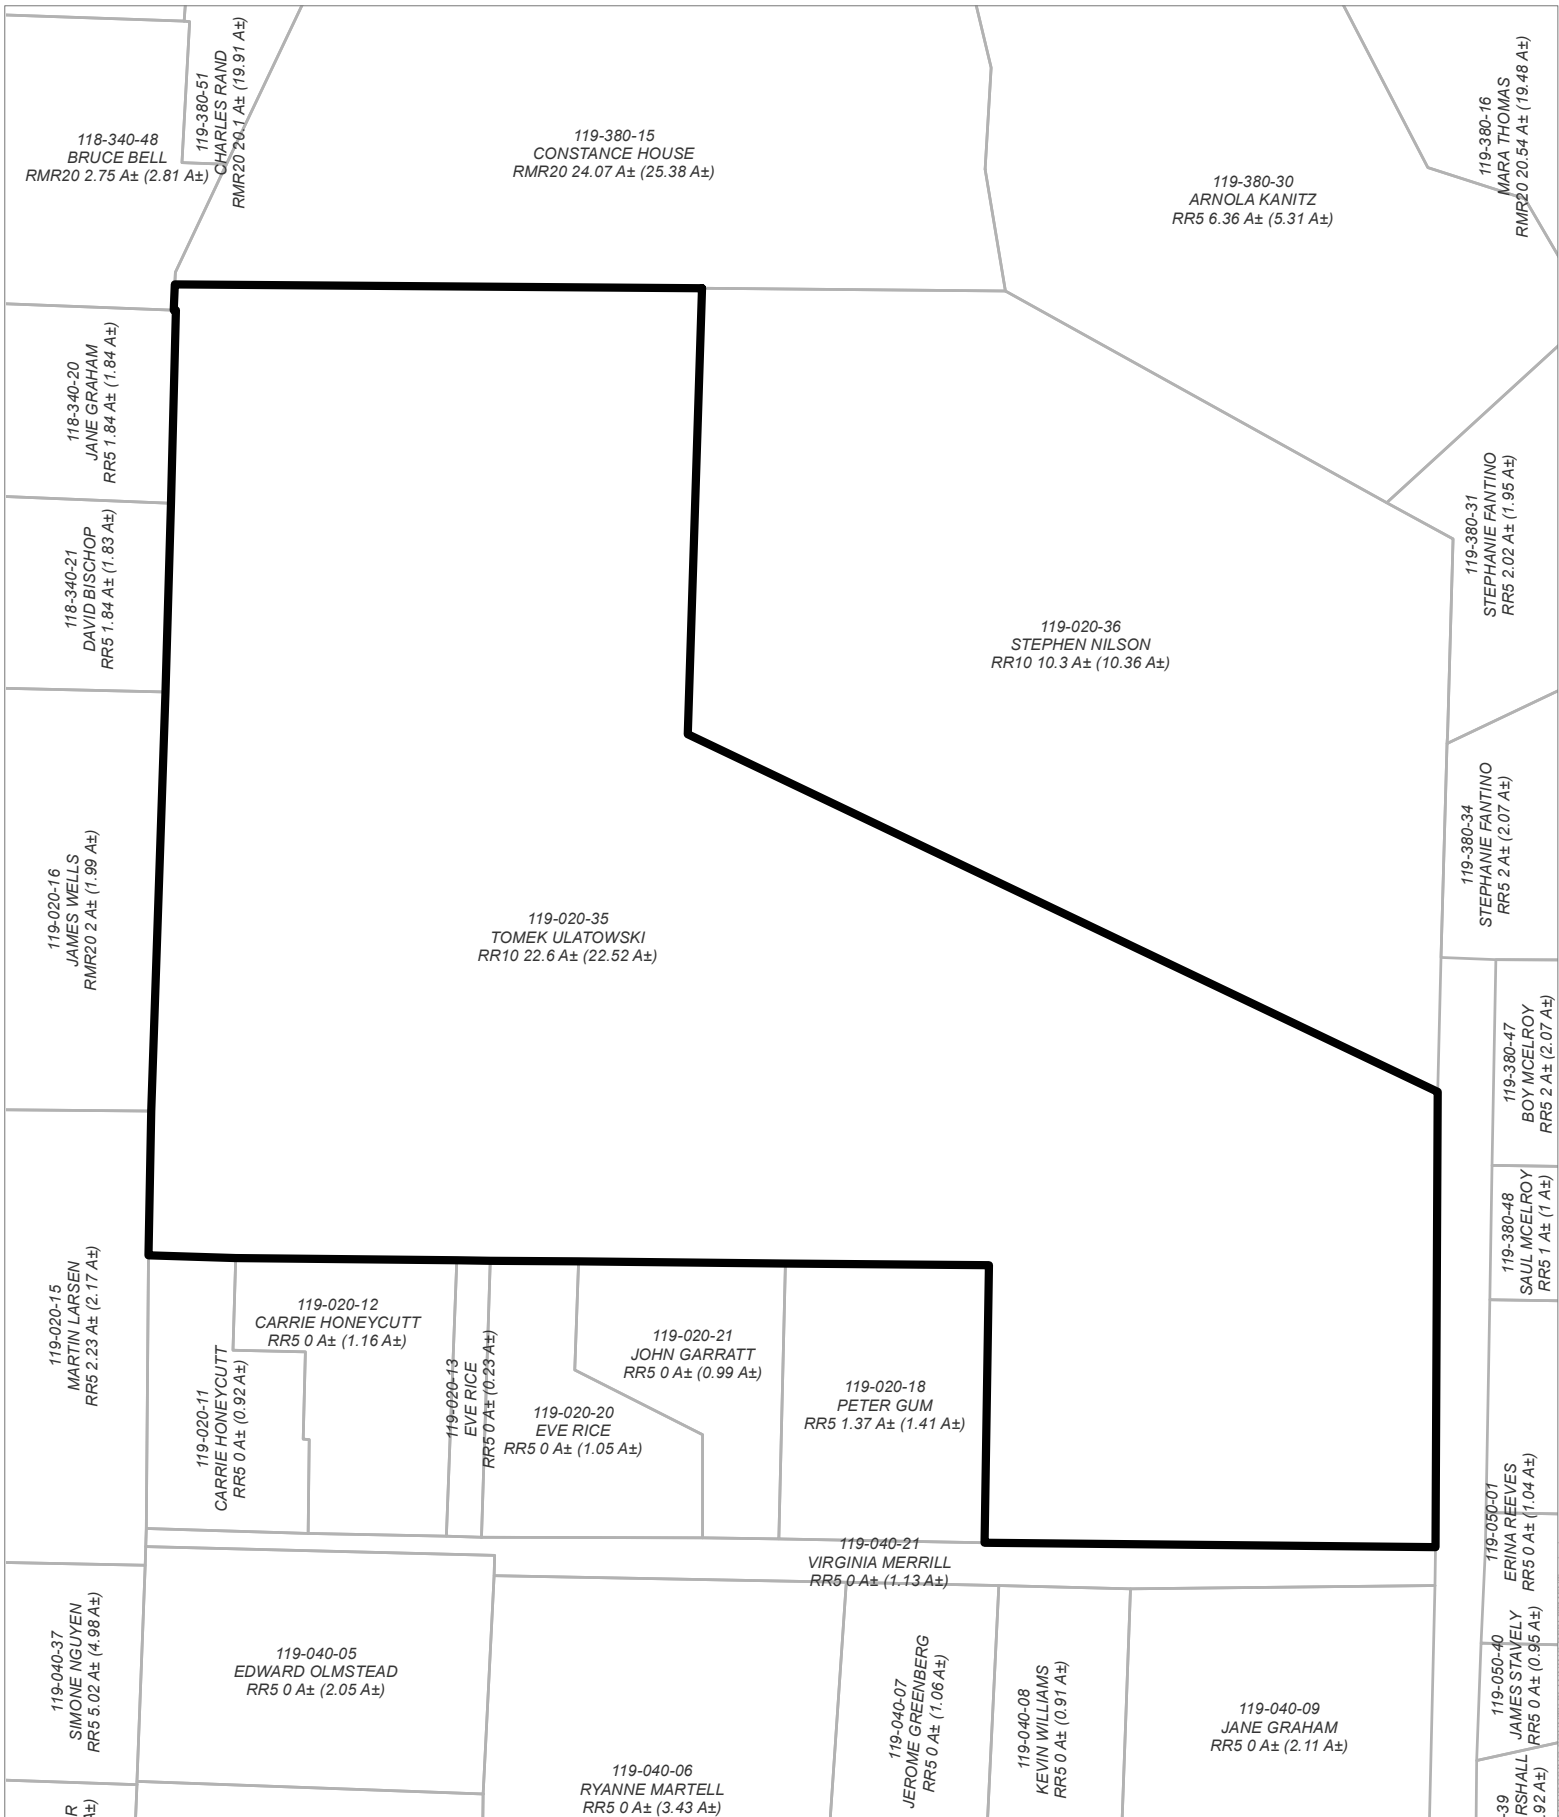 118-340-48
BRUCE BELL
RMR20 2.75 A± (2.81 A±)
119-380-51
CHARLES RAND
RMR20 20.1 A± (19.91 A±)
119-380-15
CONSTANCE HOUSE
RMR20 24.07 A± (25.38 A±)
119-380-30
ARNOLA KANITZ
RR5 6.36 A± (5.31 A±)
119-380-16
MARA THOMAS
RMR20 20.54 A± (19.48 A±)
118-340-20
JANE GRAHAM
RR5 1.84 A± (1.84 A±)
118-340-21
DAVID BISCHOP
RR5 1.84 A± (1.83 A±)
119-380-31
STEPHANIE FANTINO
RR5 2.02 A± (1.95 A±)
119-020-36
STEPHEN NILSON
RR10 10.3 A± (10.36 A±)
119-380-34
STEPHANIE FANTINO
RR5 2 A± (2.07 A±)
119-020-16
JAMES WELLS
RMR20 2 A± (1.99 A±)
119-020-35
TOMEK ULATOWSKI
RR10 22.6 A± (22.52 A±)
119-380-47
BOY MCELROY
RR5 2 A± (2.07 A±)
119-380-48
SAUL MCELROY
RR5 1 A± (1 A±)
119-020-15
MARTIN LARSEN
RR5 2.23 A± (2.17 A±)
119-020-12
CARRIE HONEYCUTT
RR5 0 A± (1.16 A±)
119-020-11
CARRIE HONEYCUTT
RR5 0 A± (0.92 A±)
119-020-13
EVE RICE
RR5 0 A± (0.23 A±)
119-020-20
EVE RICE
RR5 0 A± (1.05 A±)
119-020-21
JOHN GARRATT
RR5 0 A± (0.99 A±)
119-020-18
PETER GUM
RR5 1.37 A± (1.41 A±)
119-050-01
ERINA REEVES
RR5 0 A± (1.04 A±)
119-040-21
VIRGINIA MERRILL
RR5 0 A± (1.13 A±)
119-040-37
SIMONE NGUYEN
RR5 5.02 A± (4.98 A±)
119-040-05
EDWARD OLMSTEAD
RR5 0 A± (2.05 A±)
119-040-06
RYANNE MARTELL
RR5 0 A± (3.43 A±)
119-040-07
JEROME GREENBERG
RR5 0 A± (1.06 A±)
119-040-08
KEVIN WILLIAMS
RR5 0 A± (0.91 A±)
119-040-09
JANE GRAHAM
RR5 0 A± (2.11 A±)
119-050-40
JAMES STAVELY
RR5 0 A± (0.95 A±)
-39
RSHALL
.92 A±)
R
A±)